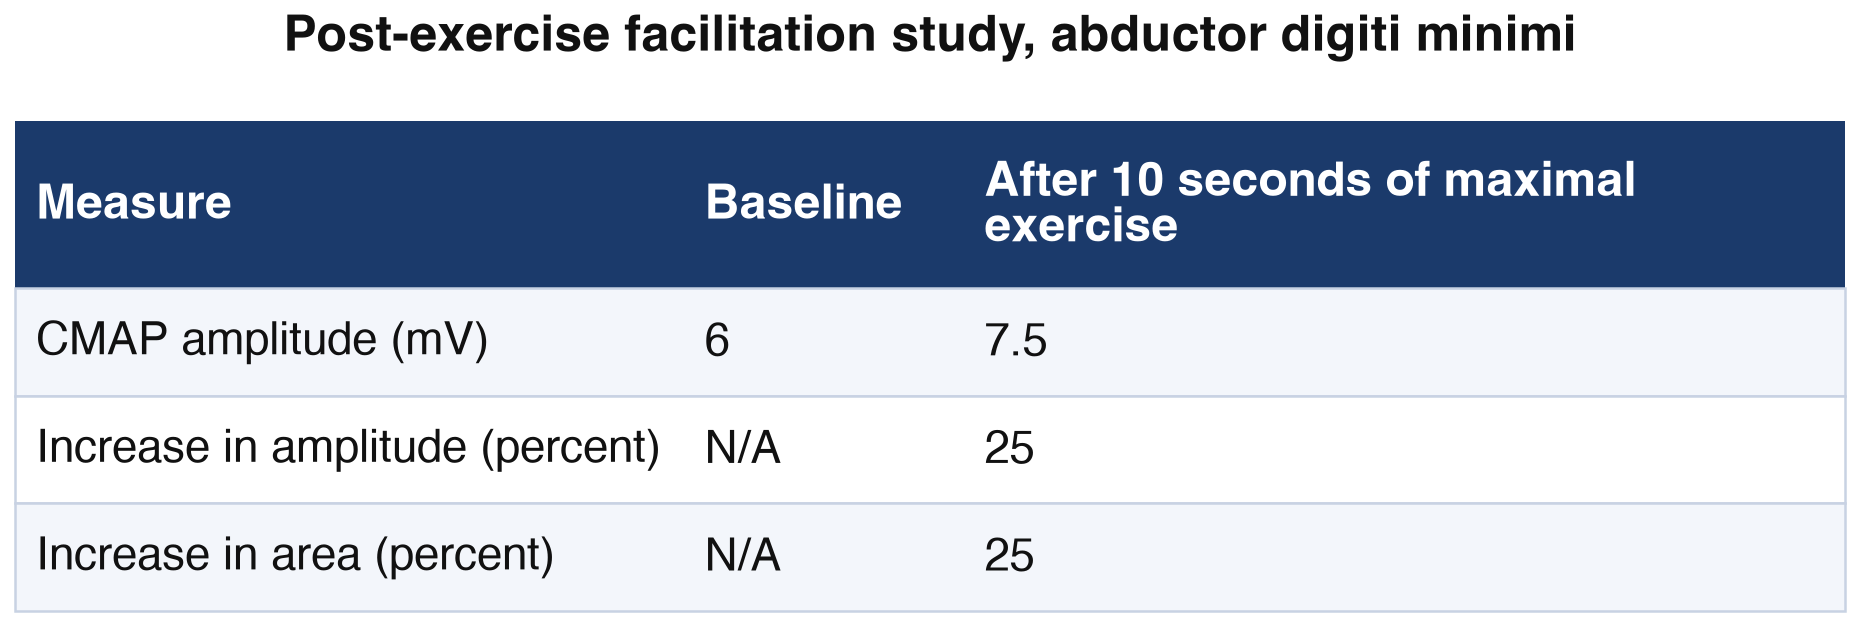 Post-exercise facilitation study, abductor digiti minimi
Measure Baseline After 10 seconds of maximal
exercise
CMAP amplitude (mV) 6 7.5
Increase in amplitude (percent) N/A 25
Increase in area (percent) N/A 25